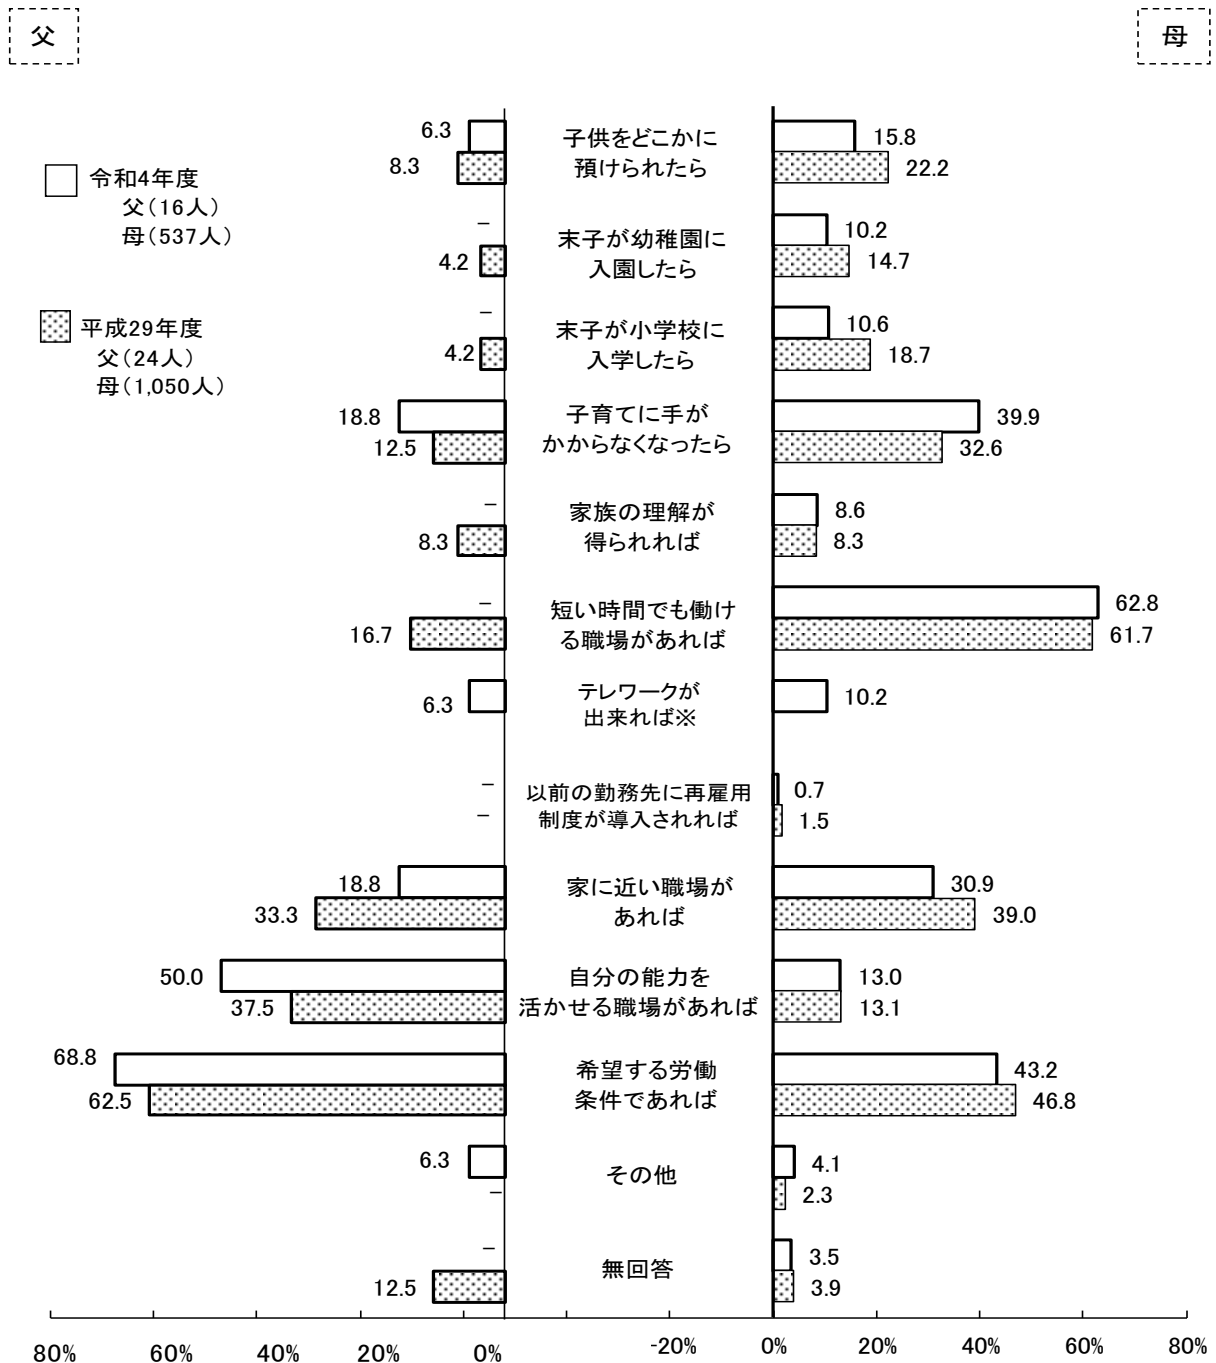 父
母
令和4年度
父(16人)
母(537人)
平成29年度
父(24人)
母(1,050人)
6.3
8.3
子供をどこかに
預けられたら
15.8
22.2
–
4.2
末子が幼稚園に
入園したら
10.2
14.7
–
4.2
末子が小学校に
入学したら
10.6
18.7
18.8
12.5
子育てに手が
かからなくなったら
39.9
32.6
–
8.3
家族の理解が
得られれば
8.6
8.3
–
16.7
短い時間でも働け
る職場があれば
62.8
61.7
6.3
テレワークが
出来れば※
10.2
–
–
以前の勤務先に再雇用
制度が導入されれば
0.7
1.5
18.8
33.3
家に近い職場が
あれば
30.9
39.0
50.0
37.5
自分の能力を
活かせる職場があれば
13.0
13.1
68.8
62.5
希望する労働
条件であれば
43.2
46.8
6.3
–
その他
4.1
2.3
–
12.5
無回答
3.5
3.9
80% 60% 40% 20% 0% -20% 0% 20% 40% 60% 80%